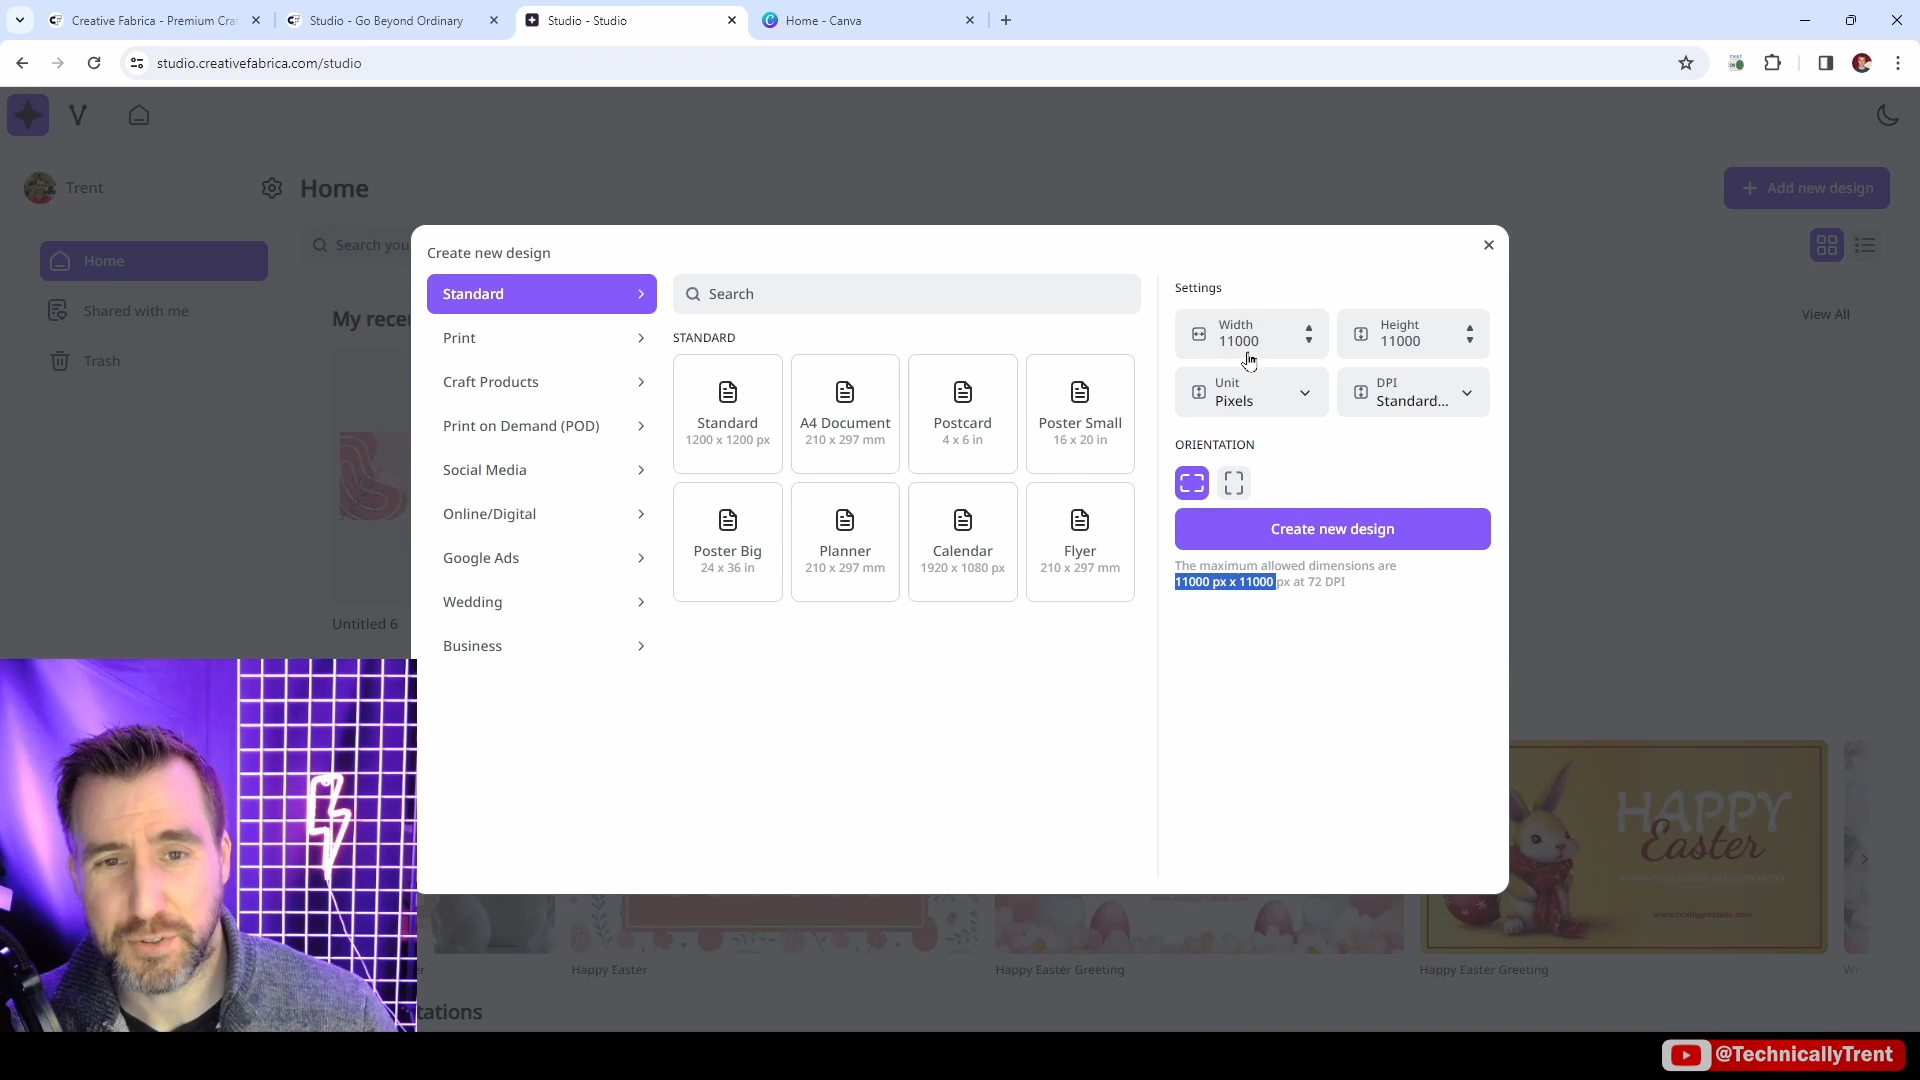 Creative Fabrica - Premium Cra
Studio - Go Beyond Ordinary
Studio - Studio
Home - Canva
studio.creativefabrica.com/studio
Trent
Home
Add new design
Home
Search you
Shared with me
Trash
My rece
View All
Untitled 6
Create new design
Standard
Print
Craft Products
Print on Demand (POD)
Social Media
Online/Digital
Google Ads
Wedding
Business
Search
STANDARD
Standard
1200 x 1200 px
A4 Document
210 x 297 mm
Postcard
4 x 6 in
Poster Small
16 x 20 in
Poster Big
24 x 36 in
Planner
210 x 297 mm
Calendar
1920 x 1080 px
Flyer
210 x 297 mm
Settings
Width
11000
Height
11000
Unit
Pixels
DPI
Standard...
ORIENTATION
Create new design
The maximum allowed dimensions are
11000 px x 11000 px at 72 DPI
HAPPY
Easter
www.reallygreatsite.com
Happy Easter
Happy Easter Greeting
Happy Easter Greeting
tations
@TechnicallyTrent